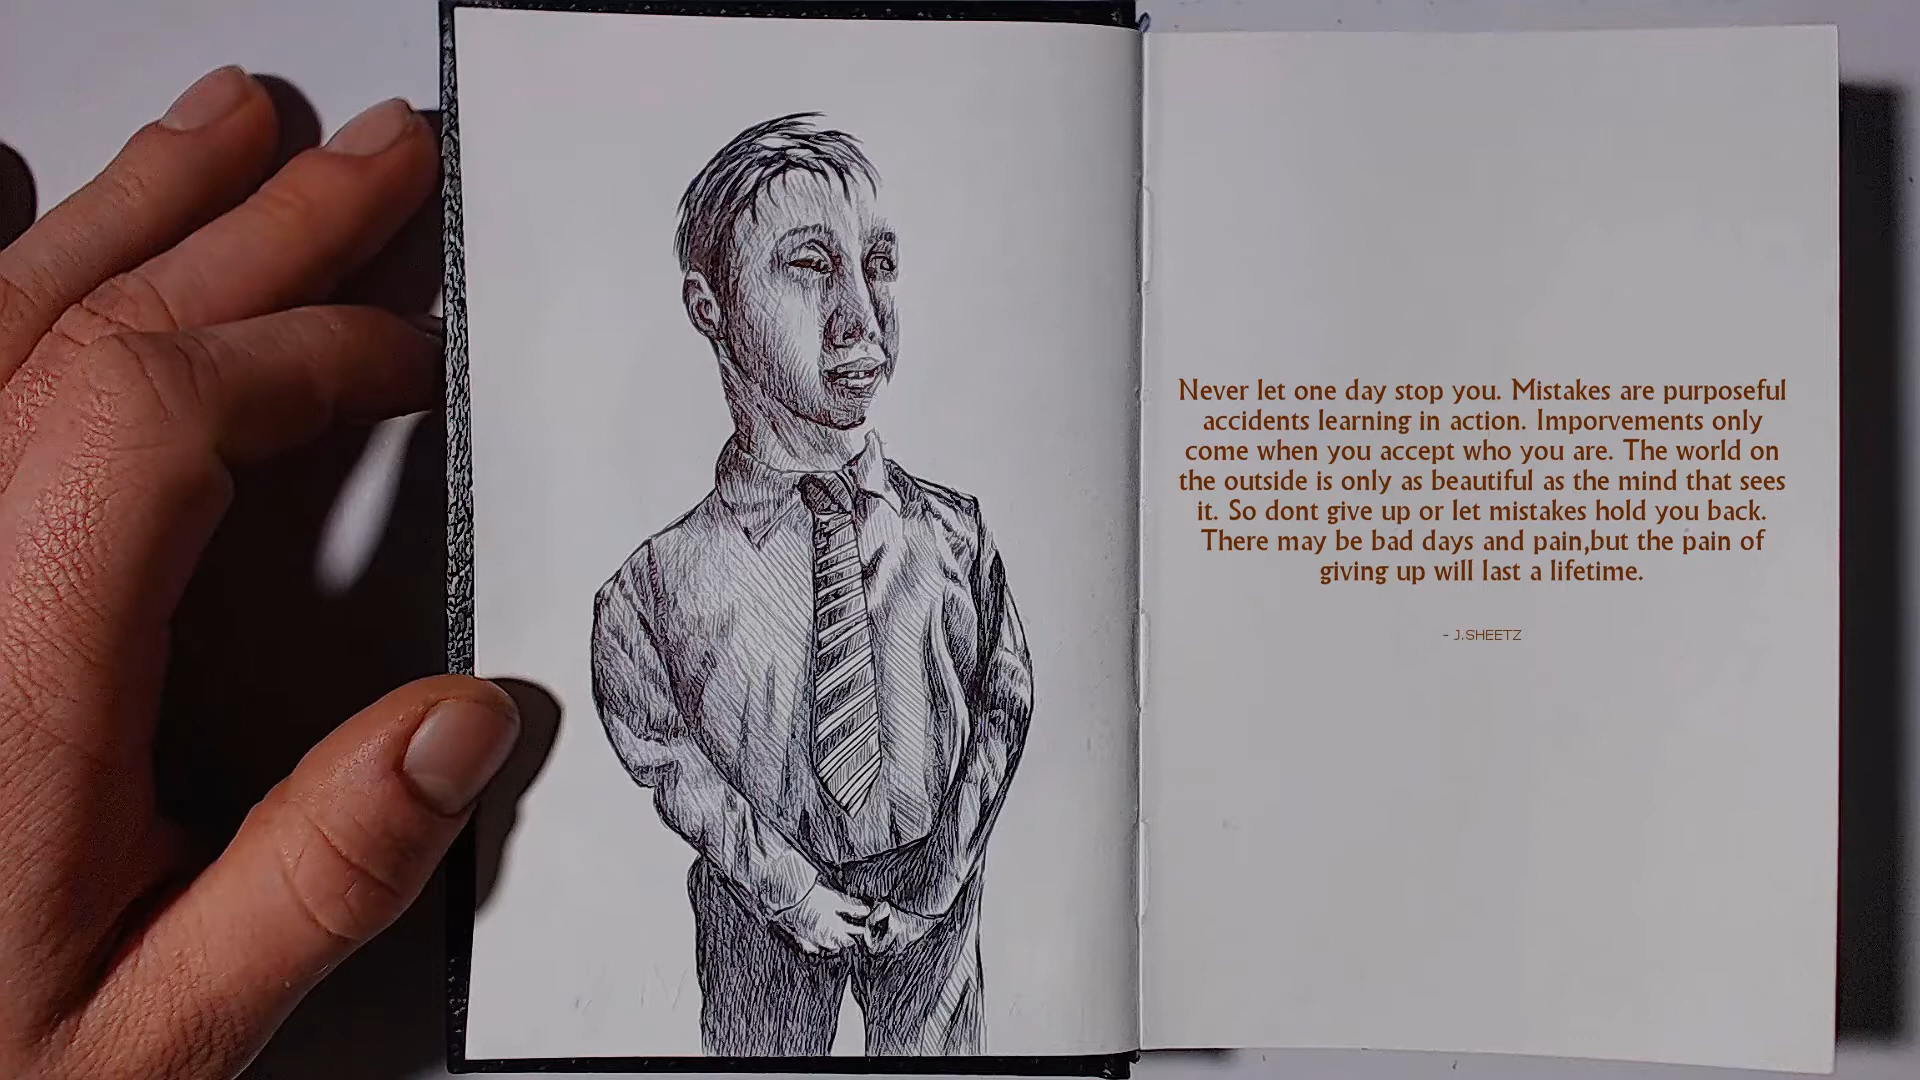 Never let one day stop you. Mistakes are purposeful
accidents learning in action. Imporvements only
come when you accept who you are. The world on
the outside is only as beautiful as the mind that sees
it. So dont give up or let mistakes hold you back.
There may be bad days and pain,but the pain of
giving up will last a lifetime.
- J.SHEETZ